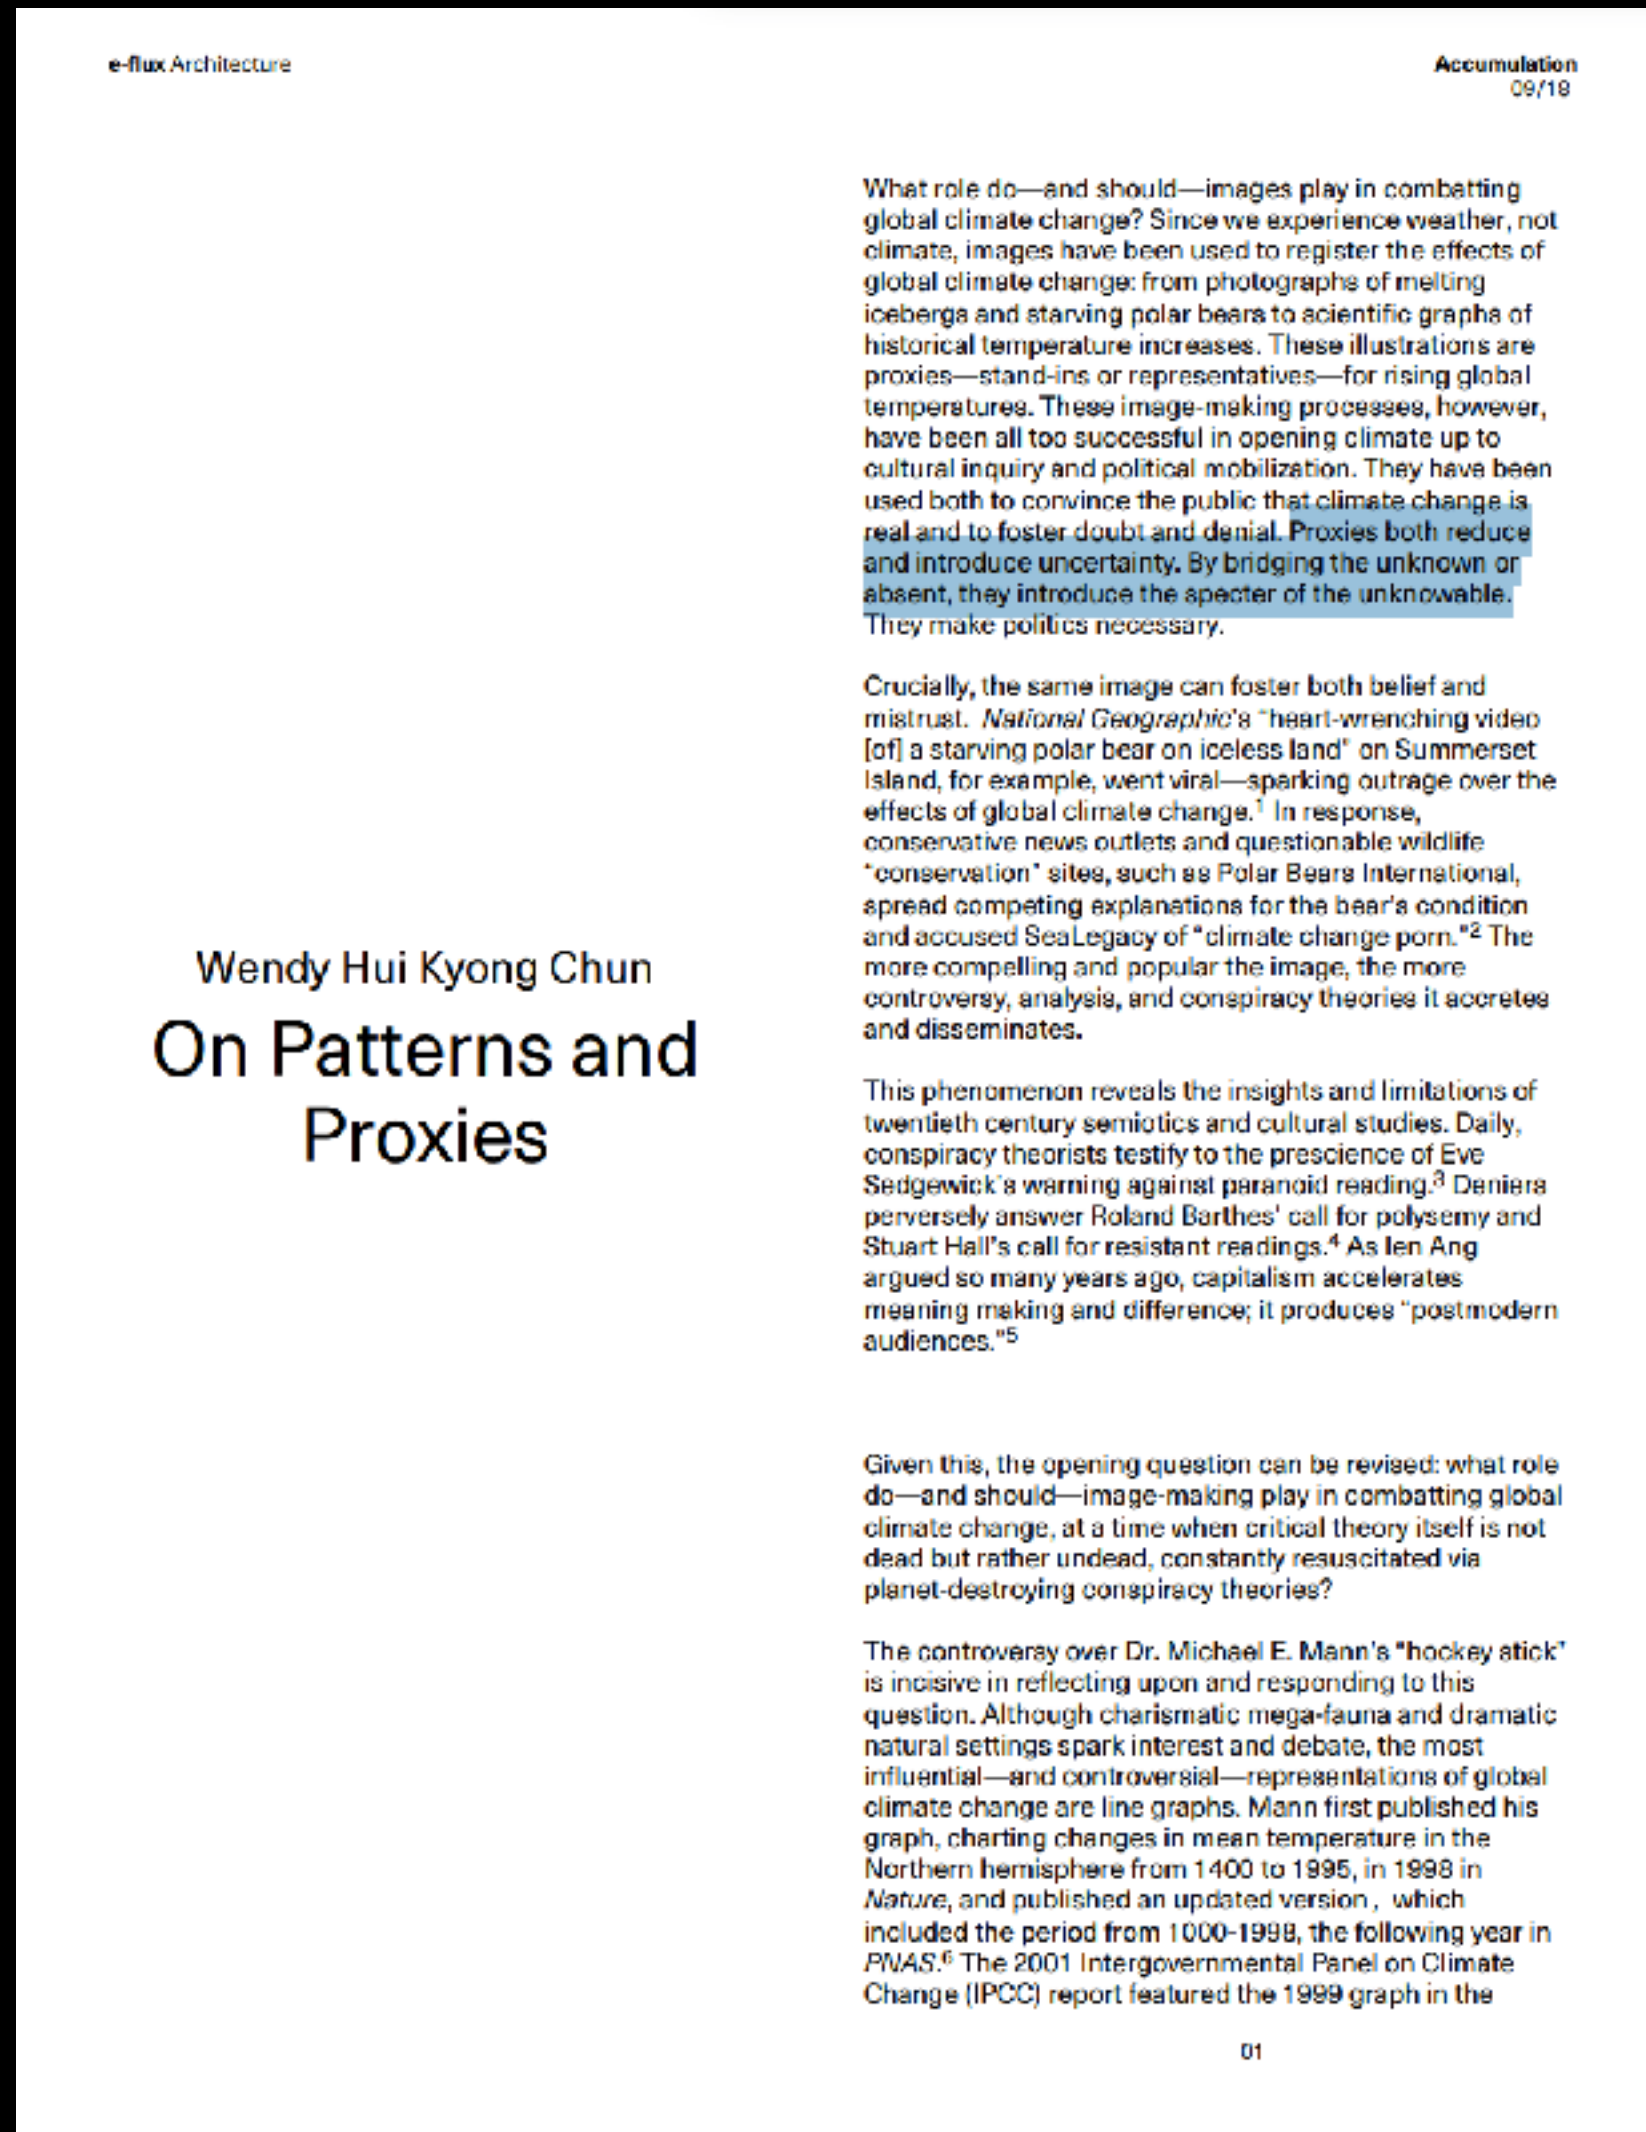 e-flux Architecture
Accumulation
09/18
Wendy Hui Kyong Chun
On Patterns and
Proxies
What role do—and should—images play in combatting
global climate change? Since we experience weather, not
climate, images have been used to register the effects of
global climate change: from photographs of melting
icebergs and starving polar bears to scientific graphs of
historical temperature increases. These illustrations are
proxies—stand-ins or representatives—for rising global
temperatures. These image-making processes, however,
have been all too successful in opening climate up to
cultural inquiry and political mobilization. They have been
used both to convince the public that climate change is
real and to foster doubt and denial. Proxies both reduce
and introduce uncertainty. By bridging the unknown or
absent, they introduce the specter of the unknowable.
They make politics necessary.
Crucially, the same image can foster both belief and
mistrust. National Geographic's "heart-wrenching video
[of] a starving polar bear on iceless land" on Summerset
Island, for example, went viral—sparking outrage over the
effects of global climate change.1 In response,
conservative news outlets and questionable wildlife
"conservation" sites, such as Polar Bears International,
spread competing explanations for the bear's condition
and accused SeaLegacy of "climate change porn."2 The
more compelling and popular the image, the more
controversy, analysis, and conspiracy theories it accretes
and disseminates.
This phenomenon reveals the insights and limitations of
twentieth century semiotics and cultural studies. Daily,
conspiracy theorists testify to the prescience of Eve
Sedgewick's warning against paranoid reading.3 Deniers
perversely answer Roland Barthes' call for polysemy and
Stuart Hall's call for resistant readings.4 As Ien Ang
argued so many years ago, capitalism accelerates
meaning making and difference; it produces "postmodern
audiences."5
Given this, the opening question can be revised: what role
do—and should—image-making play in combatting global
climate change, at a time when critical theory itself is not
dead but rather undead, constantly resuscitated via
planet-destroying conspiracy theories?
The controversy over Dr. Michael E. Mann's "hockey stick"
is incisive in reflecting upon and responding to this
question. Although charismatic mega-fauna and dramatic
natural settings spark interest and debate, the most
influential—and controversial—representations of global
climate change are line graphs. Mann first published his
graph, charting changes in mean temperature in the
Northern hemisphere from 1400 to 1995, in 1998 in
Nature, and published an updated version, which
included the period from 1000-1998, the following year in
PNAS.6 The 2001 Intergovernmental Panel on Climate
Change (IPCC) report featured the 1999 graph in the
01